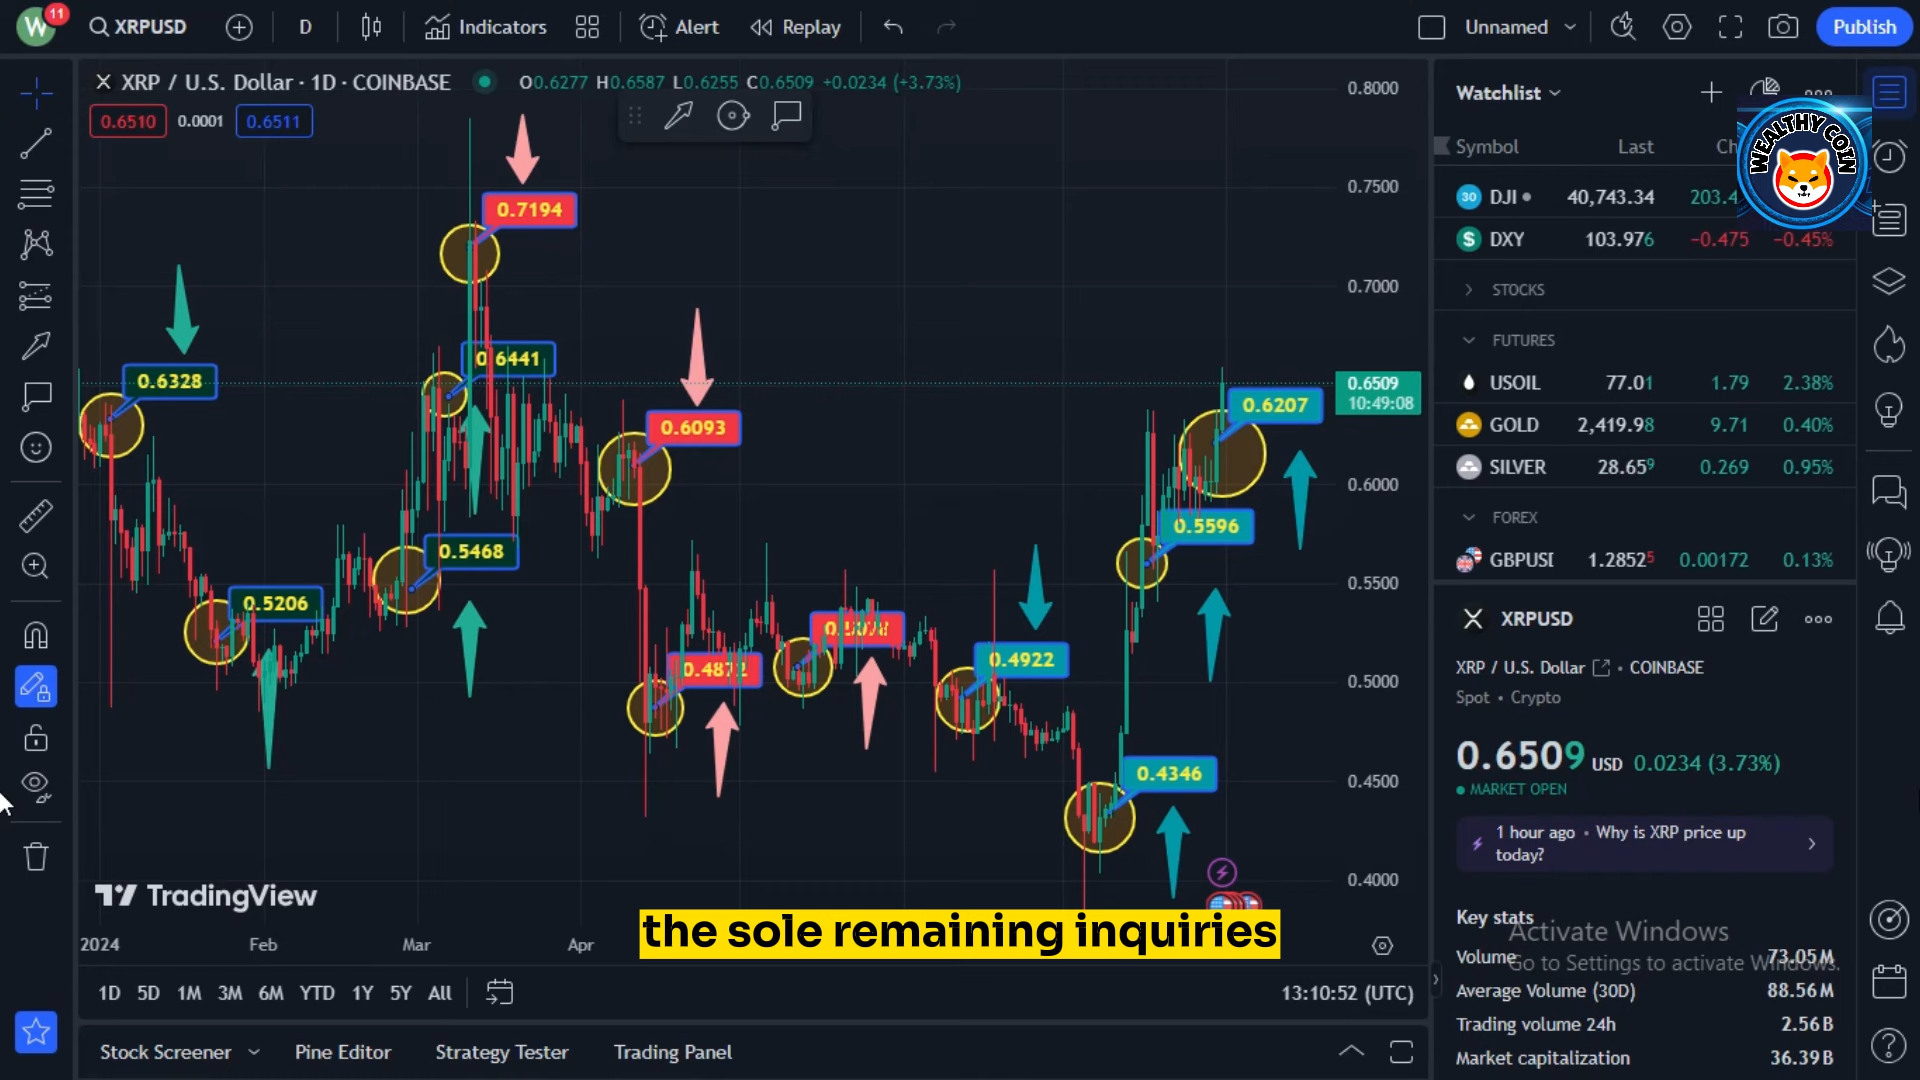 W 11 XRPUSD D Indicators Alert Replay Unnamed Publish
XRP / U.S. Dollar · 1D · COINBASE O0.6277 H0.6587 L0.6255 C0.6509 +0.0234 (+3.73%)
0.6510 0.0001 0.6511
0.8000
0.7500
0.7000
0.6509
10:49:08
0.6000
0.5500
0.5000
0.4500
0.4000
0.7194
0.6441
0.6328
0.6093
0.6207
0.5468
0.5596
0.5206
0.4872
0.4922
0.4346
TradingView
the sole remaining inquiries
2024 Feb Mar Apr
1D 5D 1M 3M 6M YTD 1Y 5Y All 13:10:52 (UTC)
Stock Screener Pine Editor Strategy Tester Trading Panel
Watchlist
WEALTHY COIN
Symbol Last
30 DJI 40,743.34
DXY 103.976 −0.475 −0.45%
STOCKS
FUTURES
USOIL 77.01 1.79 2.38%
GOLD 2,419.98 9.71 0.40%
SILVER 28.659 0.269 0.95%
FOREX
GBPUSI 1.28525 0.00172 0.13%
XRPUSD
XRP / U.S. Dollar · COINBASE
Spot · Crypto
0.6509 USD 0.0234 (3.73%)
MARKET OPEN
1 hour ago · Why is XRP price up
today?
Key stats
Activate Windows
Go to Settings to activate Windows.
Volume 73.05M
Average Volume (30D) 88.56M
Trading volume 24h 2.56B
Market capitalization 36.39B